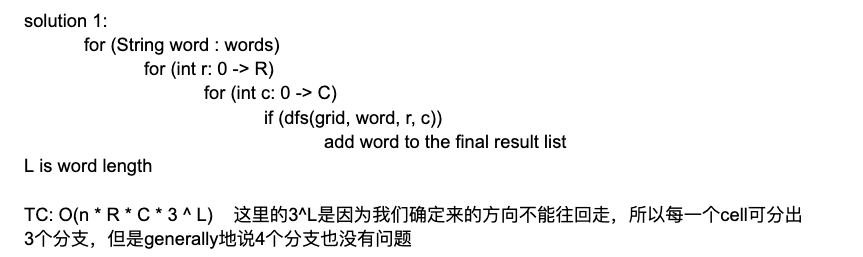 solution 1:
for (String word : words)
for (int r: 0 -> R)
for (int c: 0 -> C)
if (dfs(grid, word, r, c))
add word to the final result list
L is word length
TC: O(n * R * C * 3 ^ L) 这里的3^L是因为我们确定来的方向不能往回走，所以每一个cell可分出
3个分支，但是generally地说4个分支也没有问题